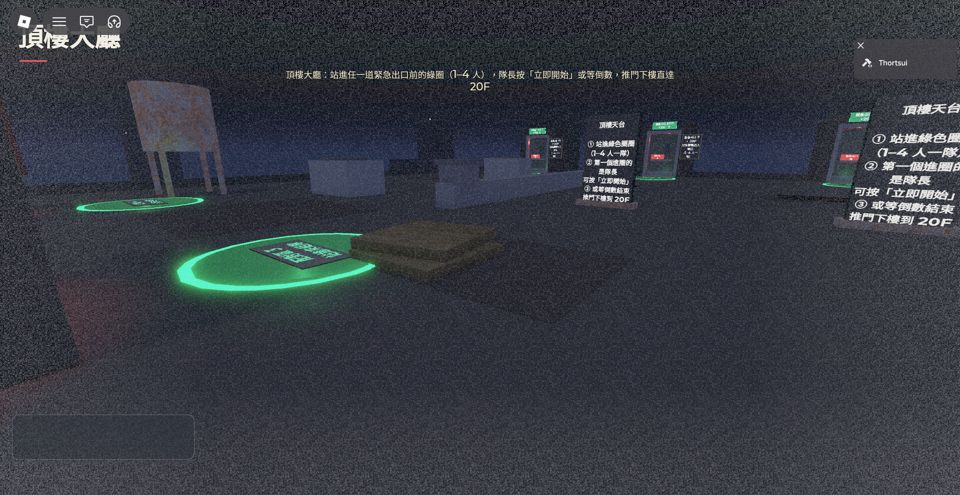 頂樓大廳
Thortsui
頂樓大廳：站進任一道緊急出口前的綠圈（1–4 人），隊長按「立即開始」或等倒數，推門下樓直達
20F
頂樓天台
① 站進綠色圈圈
（1–4 人一隊）
② 第一個進圈的
是隊長
可按「立即開始」
③ 或等倒數結束
推門下樓到 20F
頂樓天台
① 站進綠色圈
（1–4 人一隊
② 第一個進圈
是隊長
可按「立即開始」
③ 或等倒數結束
推門下樓到 20F